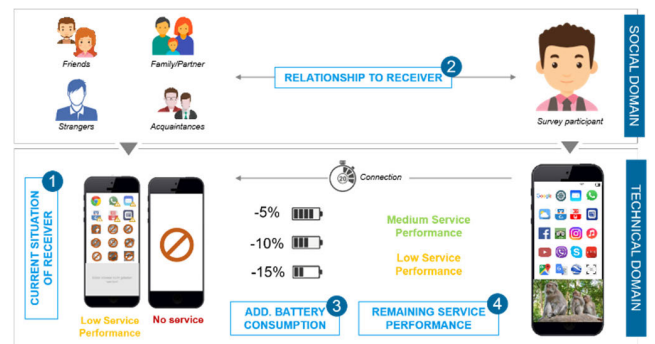 Friends
Family/Partner
Strangers
Acquaintances
RELATIONSHIP TO RECEIVER
2
Survey participant
SOCIAL DOMAIN
1
CURRENT SITUATION
OF RECEIVER
Low Service
Performance
No service
20
Connection
-5%
-10%
-15%
Medium Service
Performance
Low Service
Performance
ADD. BATTERY
CONSUMPTION
3
REMAINING SERVICE
PERFORMANCE
4
Google
TECHNICAL DOMAIN